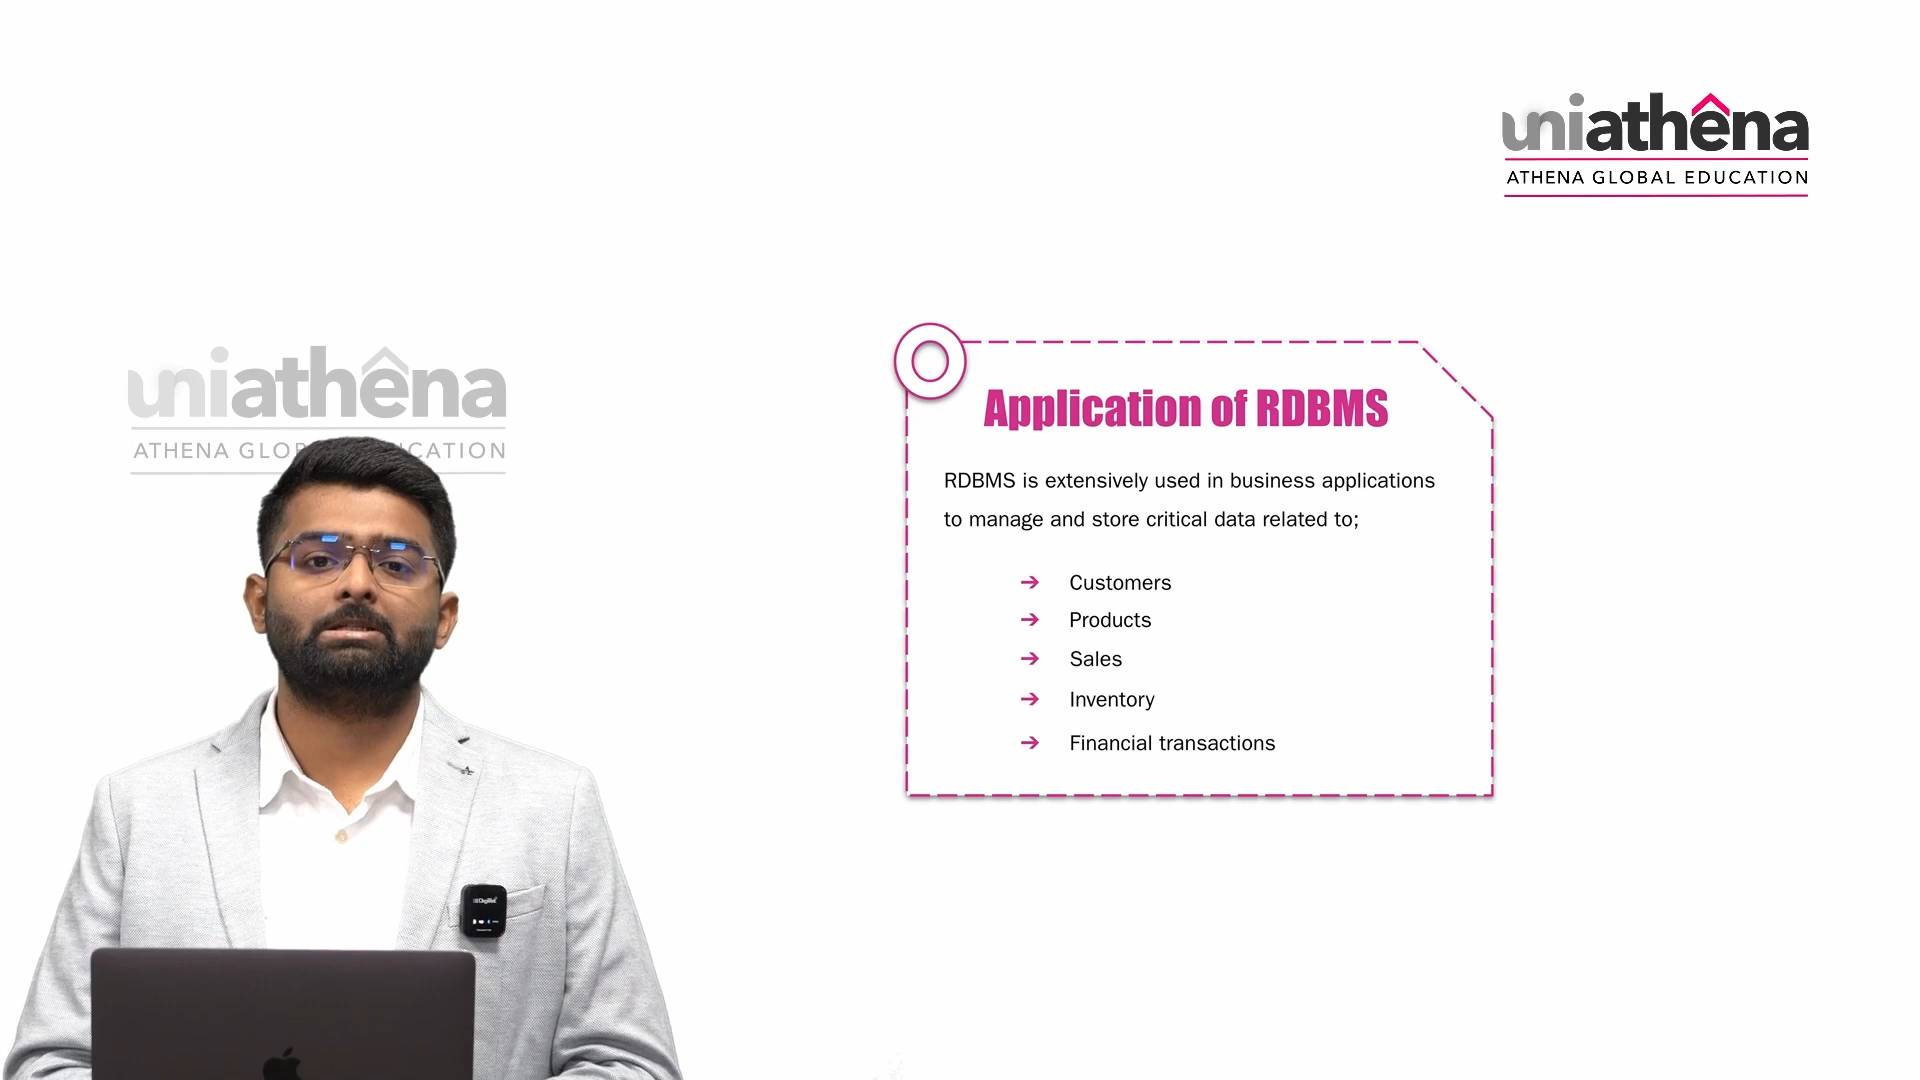 uniathena
ATHENA GLOBAL EDUCATION
uniathena
ATHENA GLO
CATION
Application of RDBMS
RDBMS is extensively used in business applications
to manage and store critical data related to;
Customers
Products
Sales
Inventory
Financial transactions